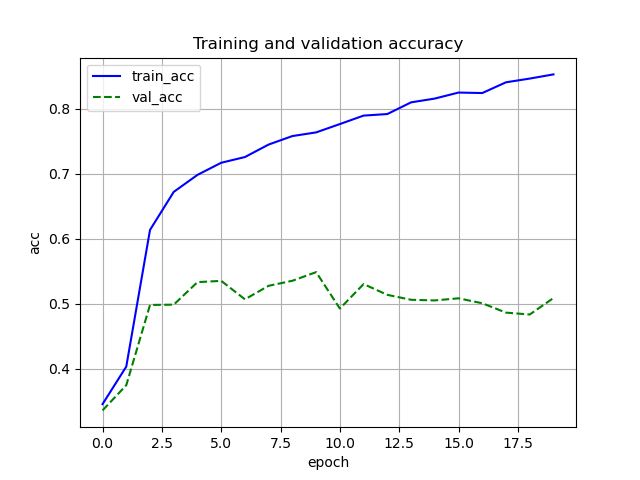 Training and validation accuracy
train_acc
val_acc
acc
0.8
0.7
0.6
0.5
0.4
0.0 2.5 5.0 7.5 10.0 12.5 15.0 17.5
epoch